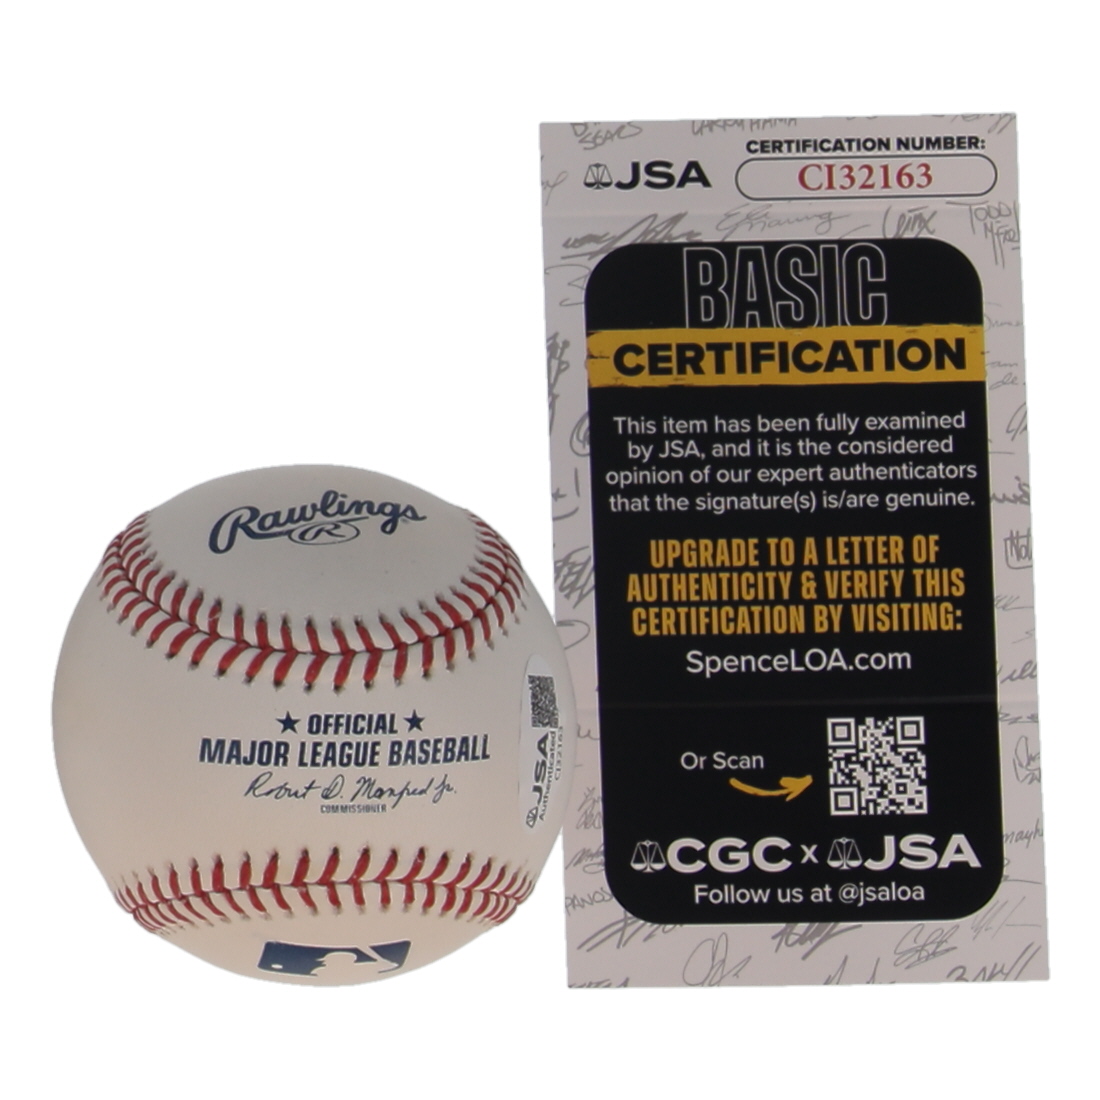 JSA
CERTIFICATION NUMBER:
CI32163
BASIC
CERTIFICATION
This item has been fully examined
by JSA, and it is the considered
opinion of our expert authenticators
that the signature(s) is/are genuine.
UPGRADE TO A LETTER OF
AUTHENTICITY & VERIFY THIS
CERTIFICATION BY VISITING:
SpenceLOA.com
Or Scan
CGC x JSA
Follow us at @jsaloa
Rawlings
R
★ OFFICIAL ★
MAJOR LEAGUE BASEBALL
Robert D. Manfred Jr.
COMMISSIONER
JSA
Authenticated
CI32163